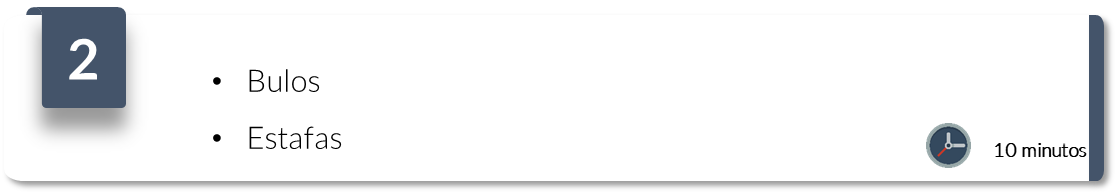 2
• Bulos
• Estafas
10 minutos